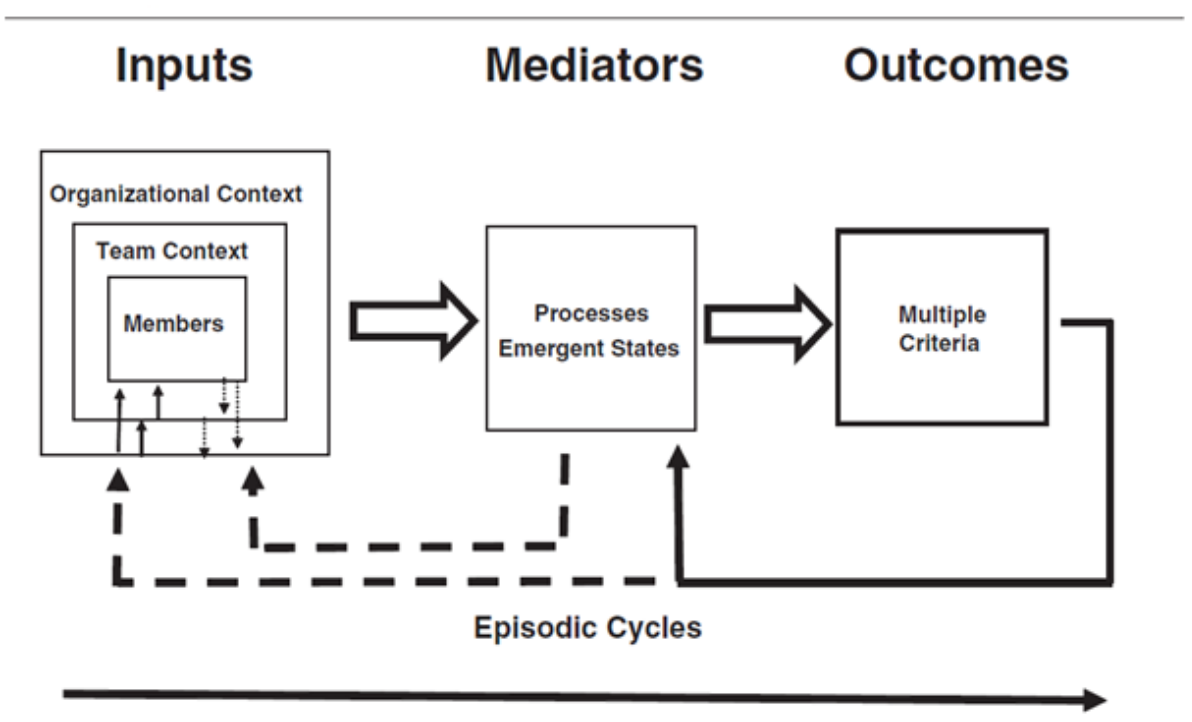 Inputs
Mediators
Outcomes
Organizational Context
Team Context
Members
Processes
Emergent States
Multiple
Criteria
Episodic Cycles